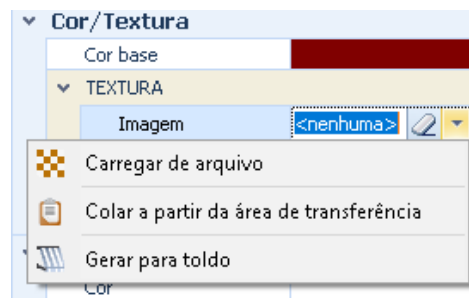 Cor/Textura
Cor base
TEXTURA
Imagem <nenhuma>
Carregar de arquivo
Colar a partir da área de transferência
Gerar para toldo
Cor